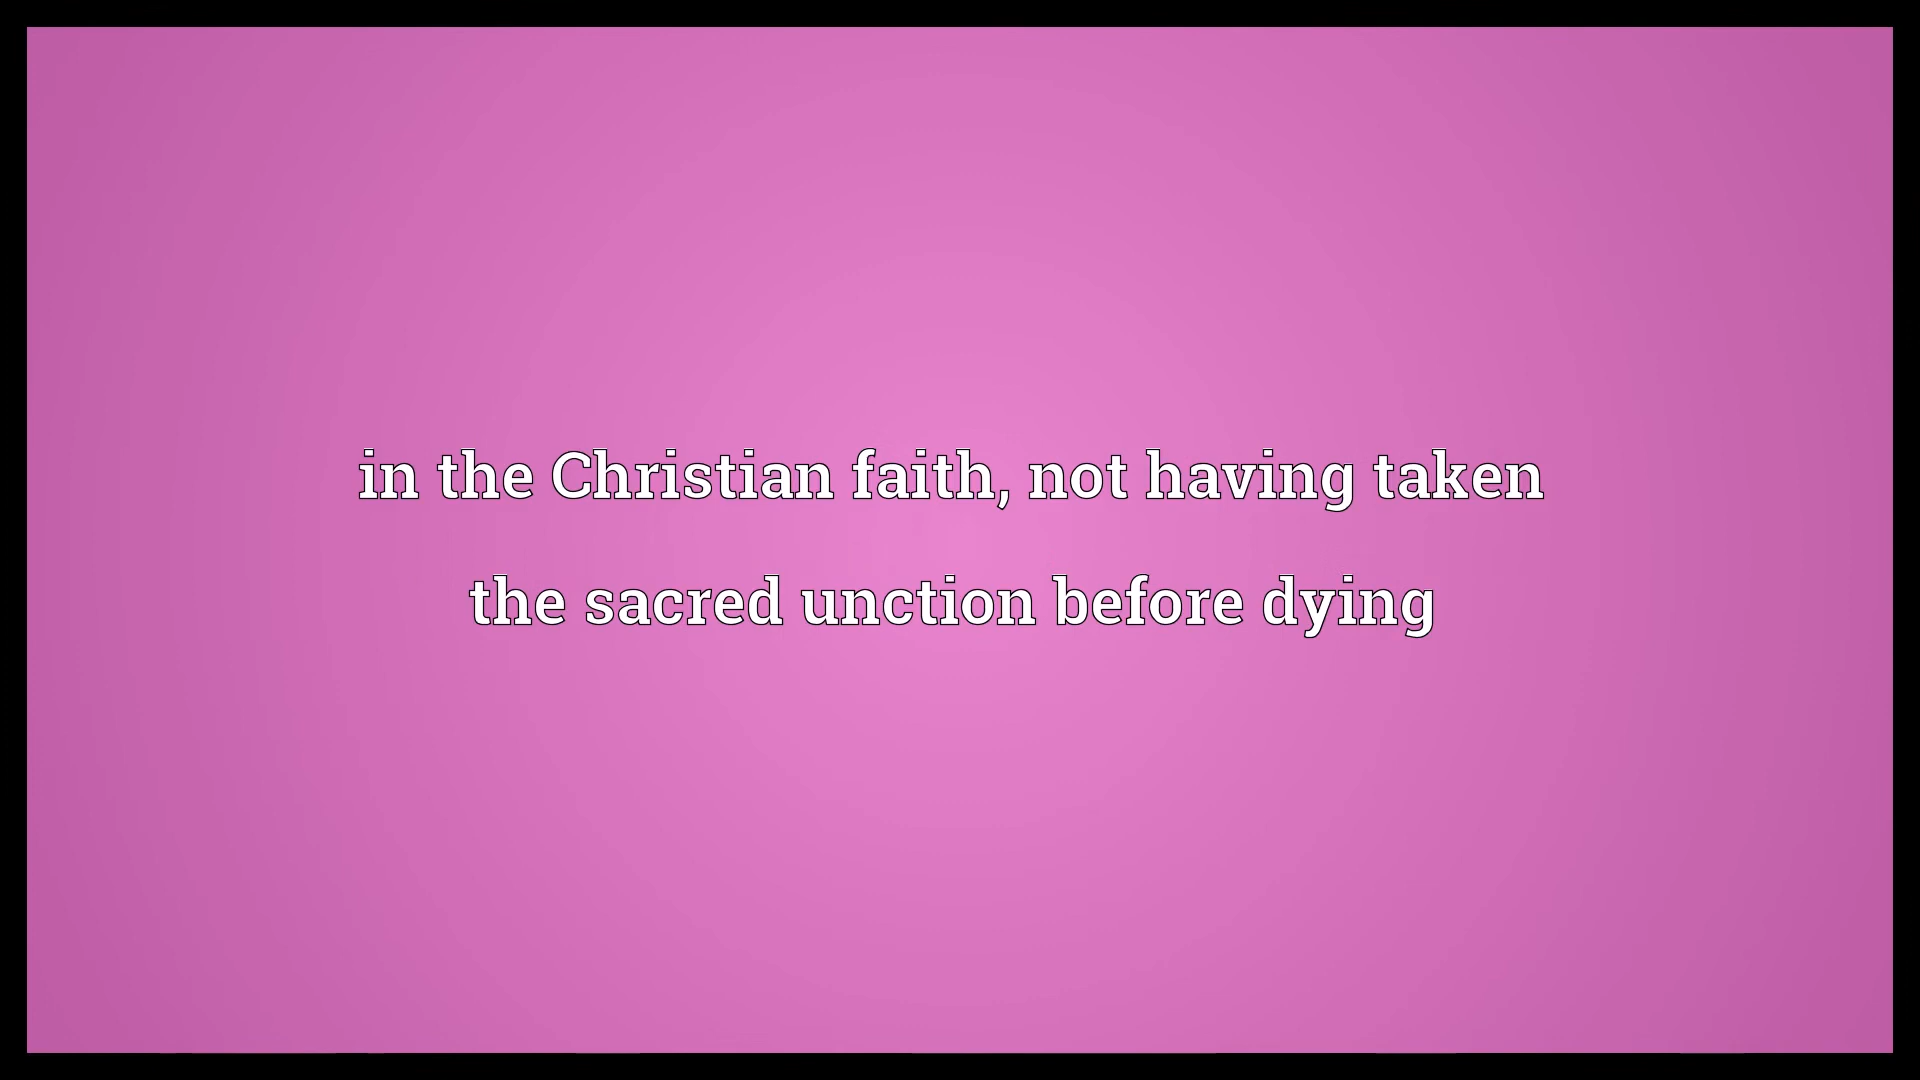 in the Christian faith, not having taken
the sacred unction before dying